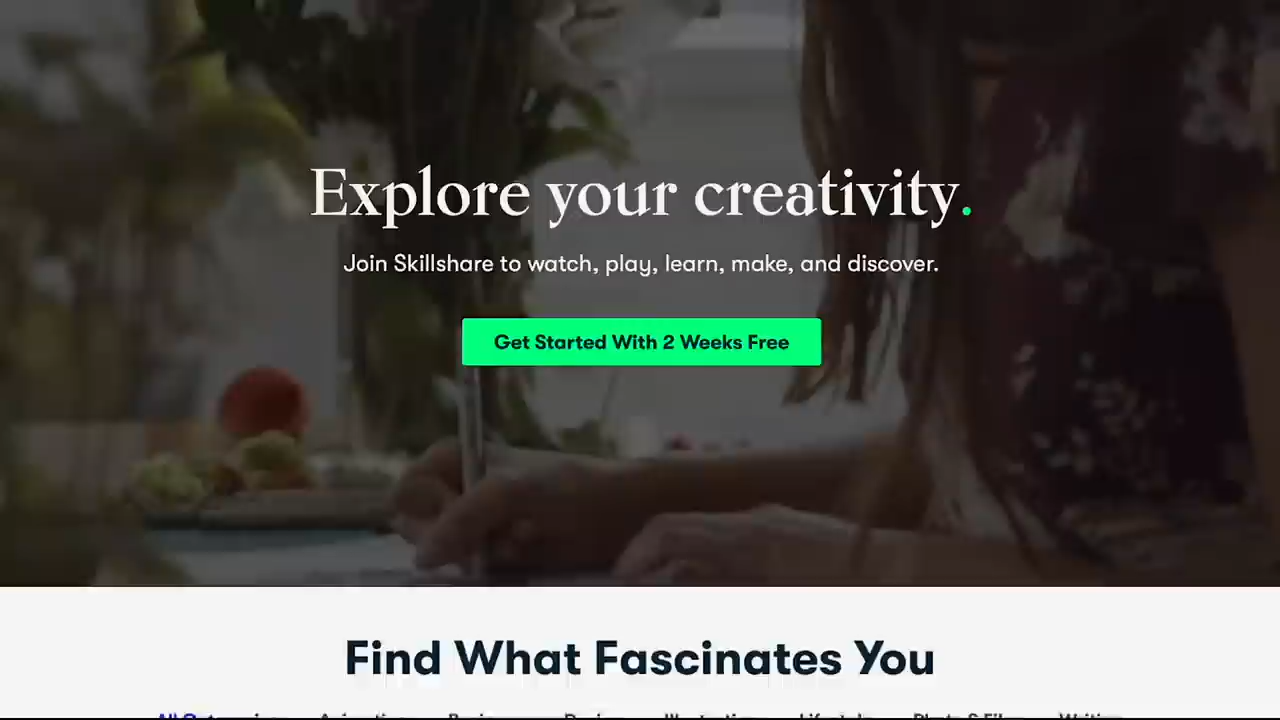 Explore your creativity.
Join Skillshare to watch, play, learn, make, and discover.
Get Started With 2 Weeks Free
Find What Fascinates You